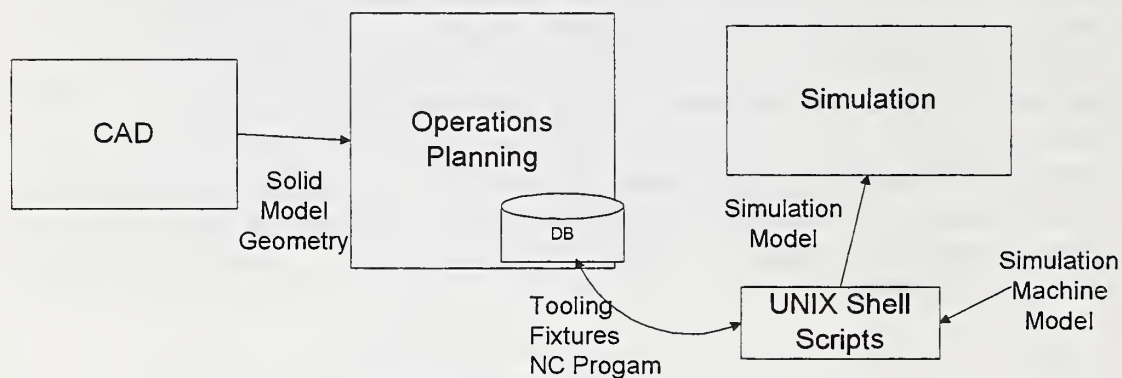 CAD
Solid
Model
Geometry
Operations
Planning
DB
Tooling
Fixtures
NC Progam
Simulation
Simulation
Model
UNIX Shell
Scripts
Simulation
Machine
Model